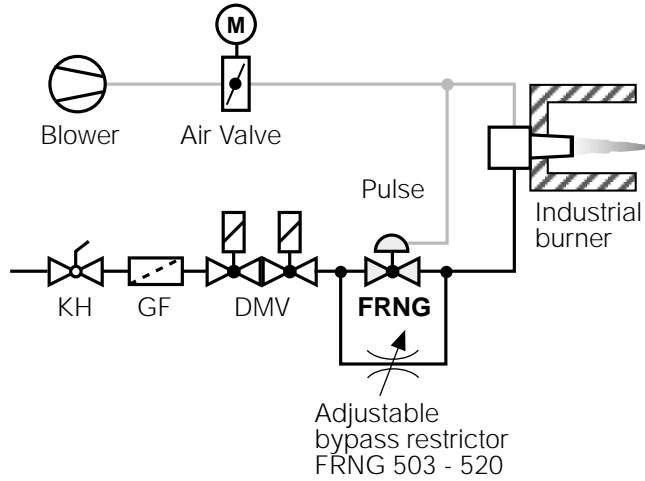 M
Blower
Air Valve
Pulse
Industrial
burner
KH
GF
DMV
FRNG
Adjustable
bypass restrictor
FRNG 503 - 520